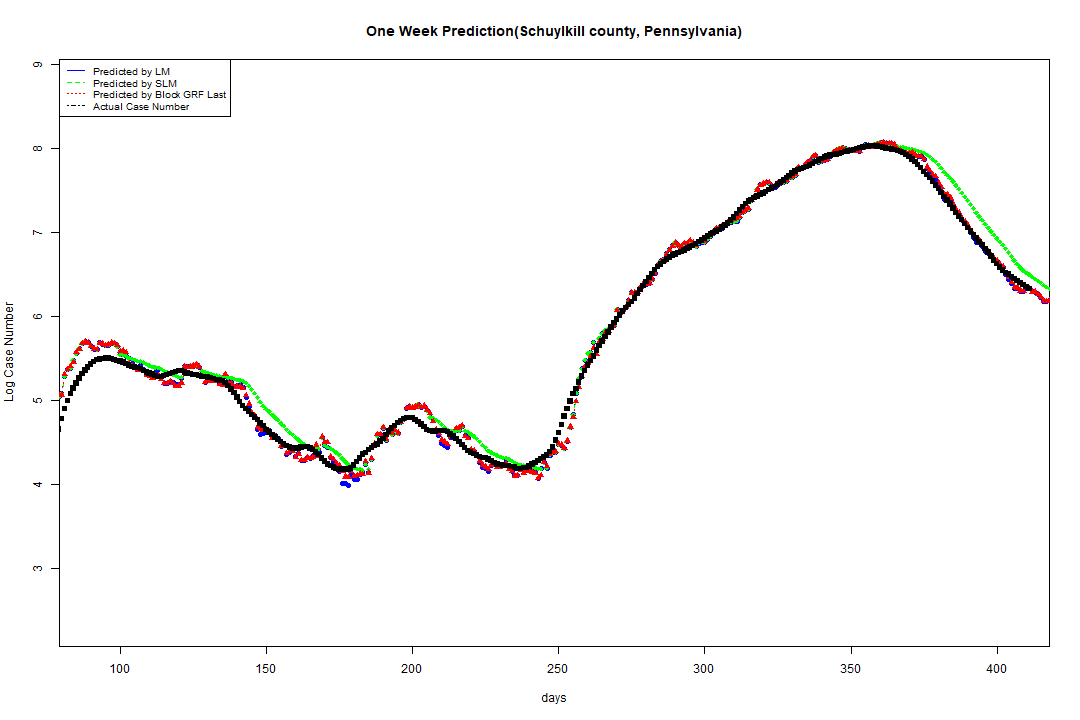 One Week Prediction(Schuylkill county, Pennsylvania)
Predicted by LM
Predicted by SLM
Predicted by Block GRF Last
Actual Case Number
Log Case Number
9
8
7
6
5
4
3
100 150 200 250 300 350 400
days